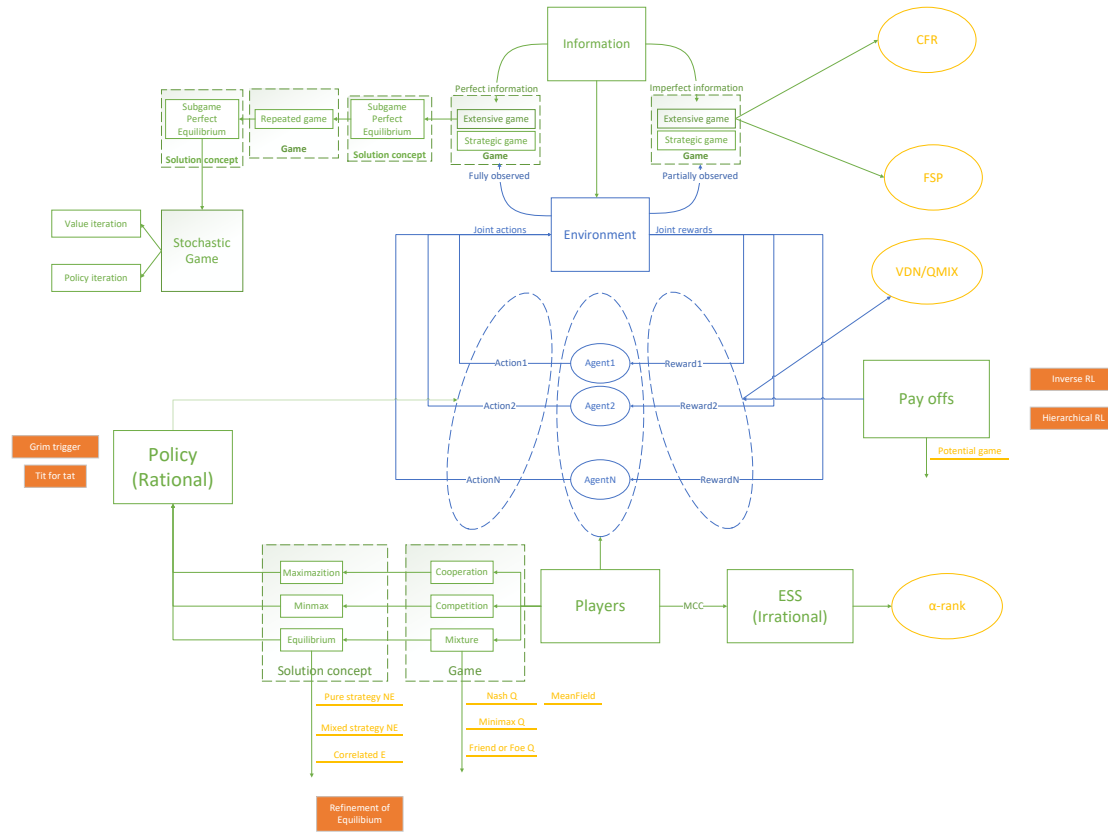 Information
CFR
Perfect information
Imperfect information
Subgame
Perfect
Equilibrium
Solution concept
Repeated game
Game
Subgame
Perfect
Equilibrium
Solution concept
Extensive game
Strategic game
Game
Extensive game
Strategic game
Game
Fully observed
Partially observed
FSP
Value iteration
Policy iteration
Stochastic
Game
Joint actions
Environment
Joint rewards
VDN/QMIX
Action1
Agent1
Reward1
Action2
Agent2
Reward2
ActionN
AgentN
RewardN
Pay offs
Inverse RL
Hierarchical RL
Potential game
Grim trigger
Tit for tat
Policy
(Rational)
Maximazition
Minmax
Equilibrium
Solution concept
Cooperation
Competition
Mixture
Game
Players
MCC
ESS
(Irrational)
α-rank
Pure strategy NE
Mixed strategy NE
Correlated E
Nash Q
MeanField
Minimax Q
Friend or Foe Q
Refinement of
Equilibium